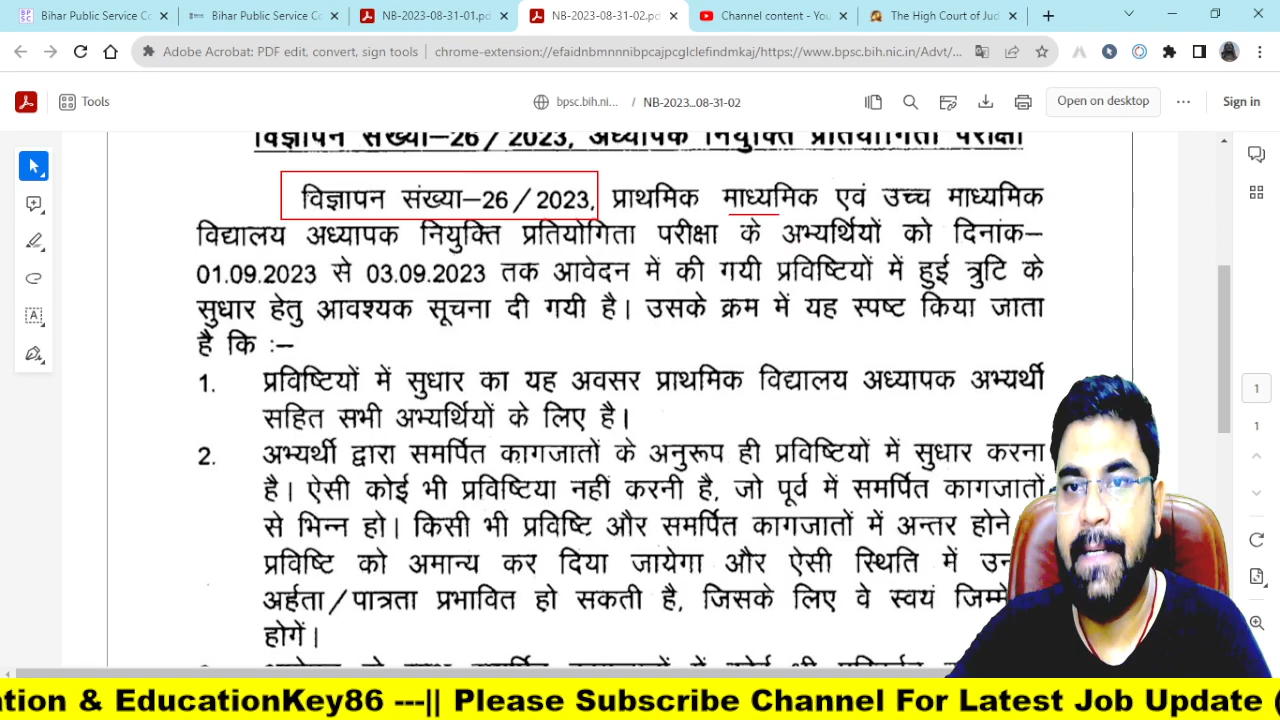 Bihar Public Service Co
Bihar Public Service Co
NB-2023-08-31-01.pd
NB-2023-08-31-02.pd
Channel content - You
The High Court of Jud
Adobe Acrobat: PDF edit, convert, sign tools
chrome-extension://efaidnbmnnnibpcajpcglclefindmkaj/https://www.bpsc.bih.nic.in/Advt/...
Tools
bpsc.bih.ni... / NB-2023...08-31-02
Open on desktop
Sign in
विज्ञापन संख्या–26/2023, अध्यापक नियुक्ति प्रतियोगिता परीक्षा
विज्ञापन संख्या–26/2023, प्राथमिक माध्यमिक एवं उच्च माध्यमिक
विद्यालय अध्यापक नियुक्ति प्रतियोगिता परीक्षा के अभ्यर्थियों को दिनांक–
01.09.2023 से 03.09.2023 तक आवेदन में की गयी प्रविष्टियों में हुई त्रुटि के
सुधार हेतु आवश्यक सूचना दी गयी है। उसके क्रम में यह स्पष्ट किया जाता
है कि :–
1. प्रविष्टियों में सुधार का यह अवसर प्राथमिक विद्यालय अध्यापक अभ्यर्थी
सहित सभी अभ्यर्थियों के लिए है।
2. अभ्यर्थी द्वारा समर्पित कागजातों के अनुरूप ही प्रविष्टियों में सुधार करना
है। ऐसी कोई भी प्रविष्टिया नहीं करनी है, जो पूर्व में समर्पित कागजातों
से भिन्न हो। किसी भी प्रविष्टि और समर्पित कागजातों में अन्तर होने
प्रविष्टि को अमान्य कर दिया जायेगा और ऐसी स्थिति में
अर्हता/पात्रता प्रभावित हो सकती है, जिसके लिए वे स्वयं
होगें।
1
1
ation & EducationKey86 ---|| Please Subscribe Channel For Latest Job Update (